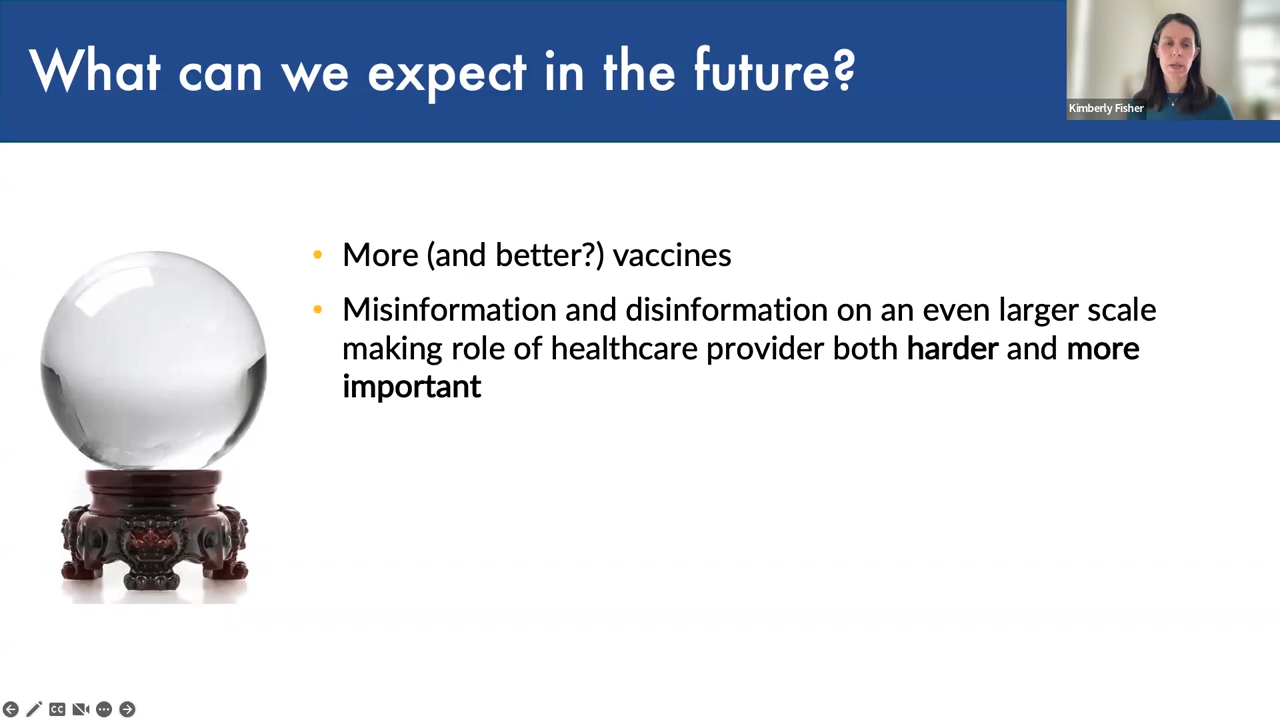 What can we expect in the future?
Kimberly Fisher
• More (and better?) vaccines
• Misinformation and disinformation on an even larger scale
making role of healthcare provider both harder and more
important
CC